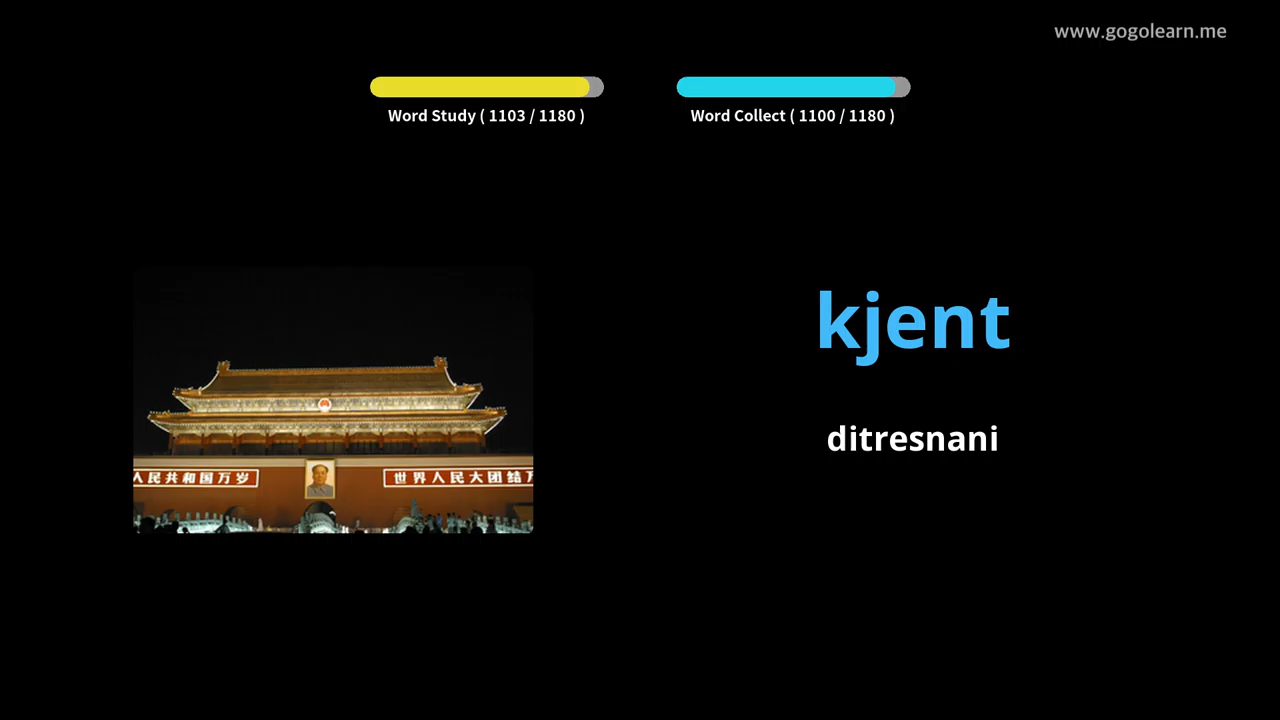 www.gogolearn.me
Word Study ( 1103 / 1180 )
Word Collect ( 1100 / 1180 )
kjent
ditresnani
人民共和国万岁
世界人民大团结万